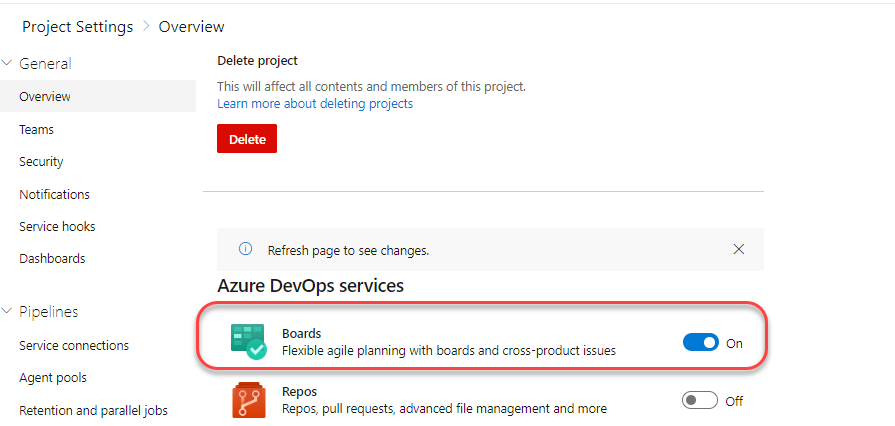 Project Settings > Overview
General
Overview
Teams
Security
Notifications
Service hooks
Dashboards
Pipelines
Service connections
Agent pools
Retention and parallel jobs
Delete project
This will affect all contents and members of this project.
Learn more about deleting projects
Delete
Refresh page to see changes.
Azure DevOps services
Boards
Flexible agile planning with boards and cross-product issues
On
Repos
Repos, pull requests, advanced file management and more
Off